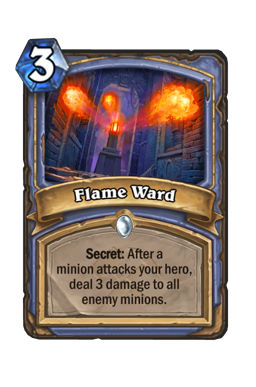 3
Flame Ward
Secret: After a
minion attacks your hero,
deal 3 damage to all
enemy minions.